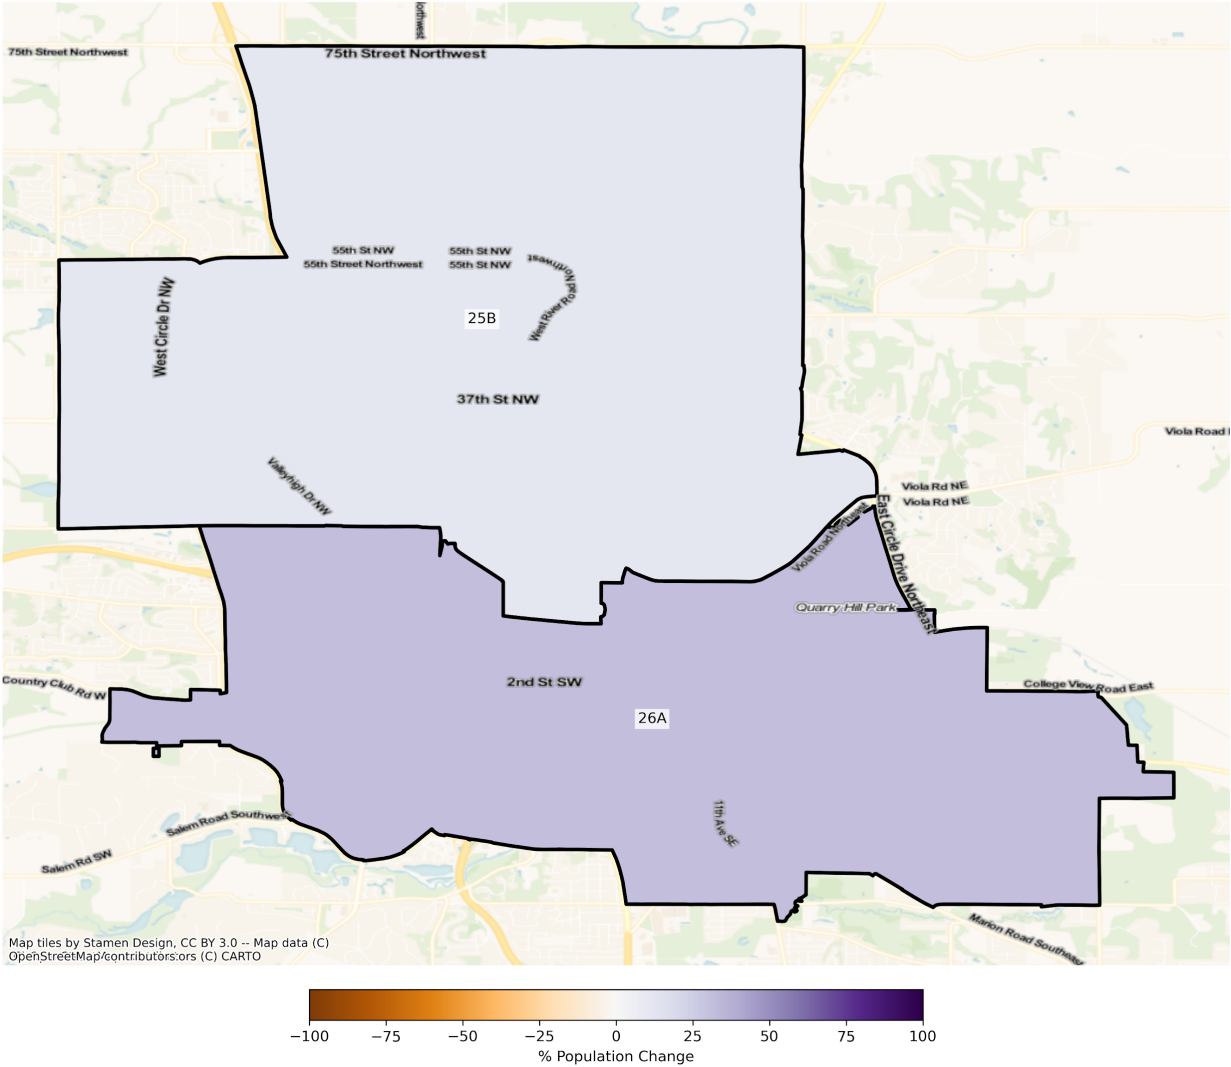 orthwest
75th Street Northwest
75th Street Northwest
55th St NW
55th St NW
55th Street Northwest
55th St NW
West River Road Northwest
West Circle Dr NW
25B
37th St NW
Viola Road
Valleyhigh Dr NW
Viola Rd NE
Viola Rd NE
East Circle Drive Northeast
Viola Road Northeast
Quarry Hill Park
Country Club Rd W
2nd St SW
College View Road East
26A
11th Ave SE
Salem Road Southwest
Salem Rd SW
Marion Road Southeast
Map tiles by Stamen Design, CC BY 3.0 -- Map data (C)
OpenStreetMap contributors (C) CARTO
−100 −75 −50 −25 0 25 50 75 100
% Population Change